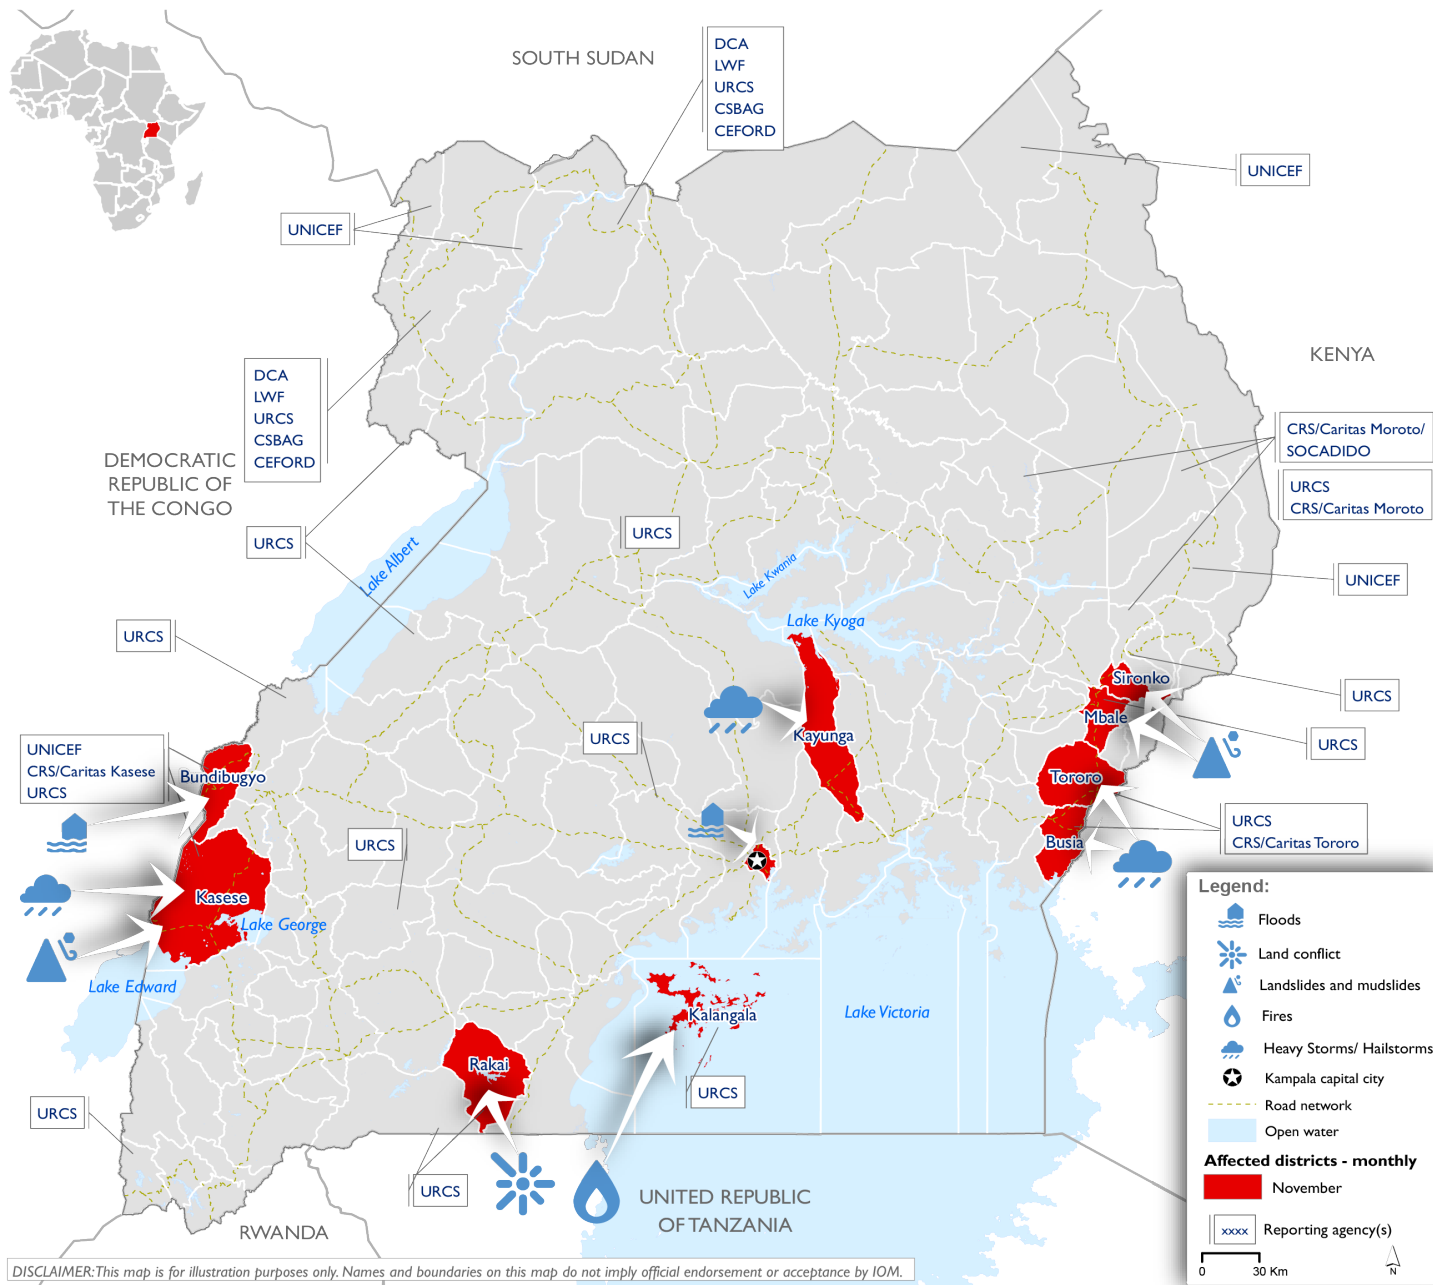 SOUTH SUDAN
DCA
LWF
URCS
CSBAG
CEFORD
UNICEF
UNICEF
KENYA
DCA
LWF
URCS
CSBAG
CEFORD
DEMOCRATIC
REPUBLIC OF
THE CONGO
CRS/Caritas Moroto/
SOCADIDO
URCS
CRS/Caritas Moroto
URCS
URCS
Lake Albert
Lake Kwania
UNICEF
Lake Kyoga
URCS
Sironko
URCS
Mbale
URCS
URCS
Kayunga
UNICEF
CRS/Caritas Kasese
URCS
Bundibugyo
Tororo
URCS
CRS/Caritas Tororo
Busia
URCS
Kasese
Lake George
Lake Edward
Kalangala
Lake Victoria
Rakai
URCS
URCS
URCS
UNITED REPUBLIC
OF TANZANIA
RWANDA
Legend:
Floods
Land conflict
Landslides and mudslides
Fires
Heavy Storms/ Hailstorms
Kampala capital city
Road network
Open water
Affected districts - monthly
November
xxxx
Reporting agency(s)
0 30 Km
N
DISCLAIMER:This map is for illustration purposes only. Names and boundaries on this map do not imply official endorsement or acceptance by IOM.